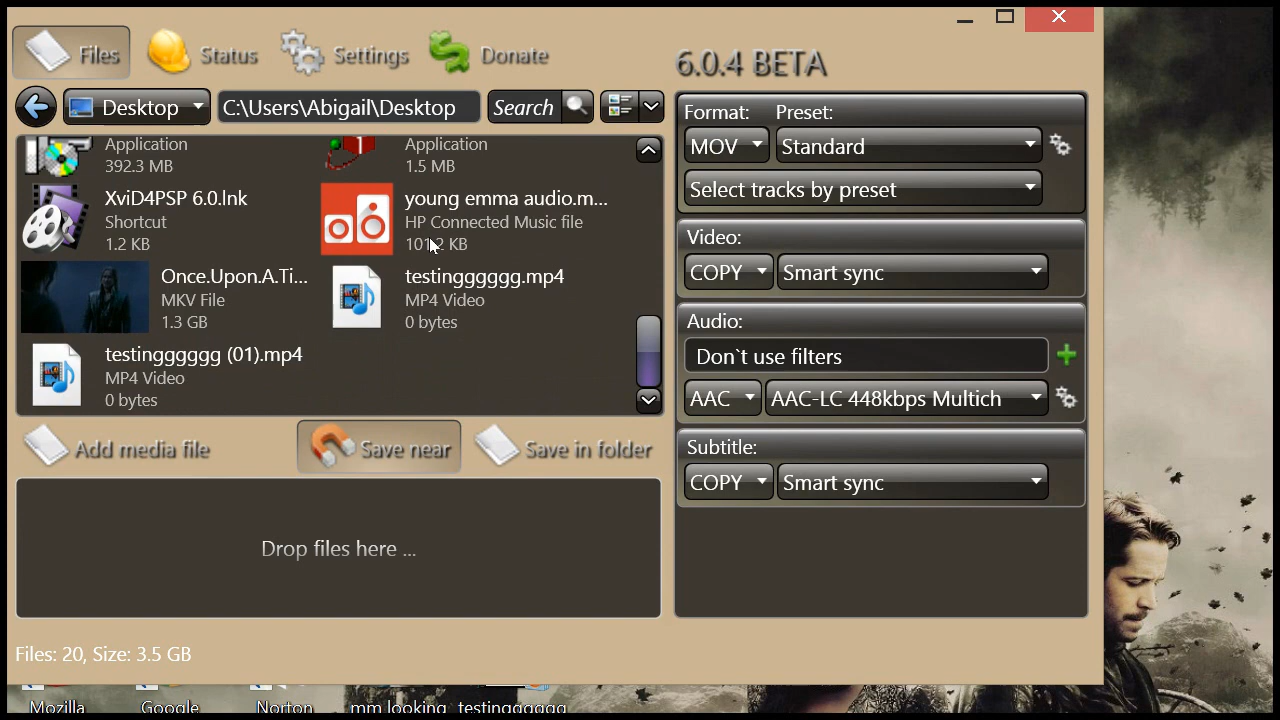 Files
Status
Settings
Donate
6.0.4 BETA
Desktop
C:\Users\Abigail\Desktop
Search
Application
392.3 MB
Application
1.5 MB
XviD4PSP 6.0.lnk
Shortcut
1.2 KB
young emma audio.m...
HP Connected Music file
KB
Once.Upon.A.Ti...
MKV File
1.3 GB
testingggggg.mp4
MP4 Video
0 bytes
testingggggg (01).mp4
MP4 Video
0 bytes
Add media file
Save near
Save in folder
Drop files here ...
Files: 20, Size: 3.5 GB
Format:
Preset:
MOV
Standard
Select tracks by preset
Video:
COPY
Smart sync
Audio:
Don`t use filters
AAC
AAC-LC 448kbps Multich
Subtitle:
COPY
Smart sync
Mozilla
Google
Norton
mm looking